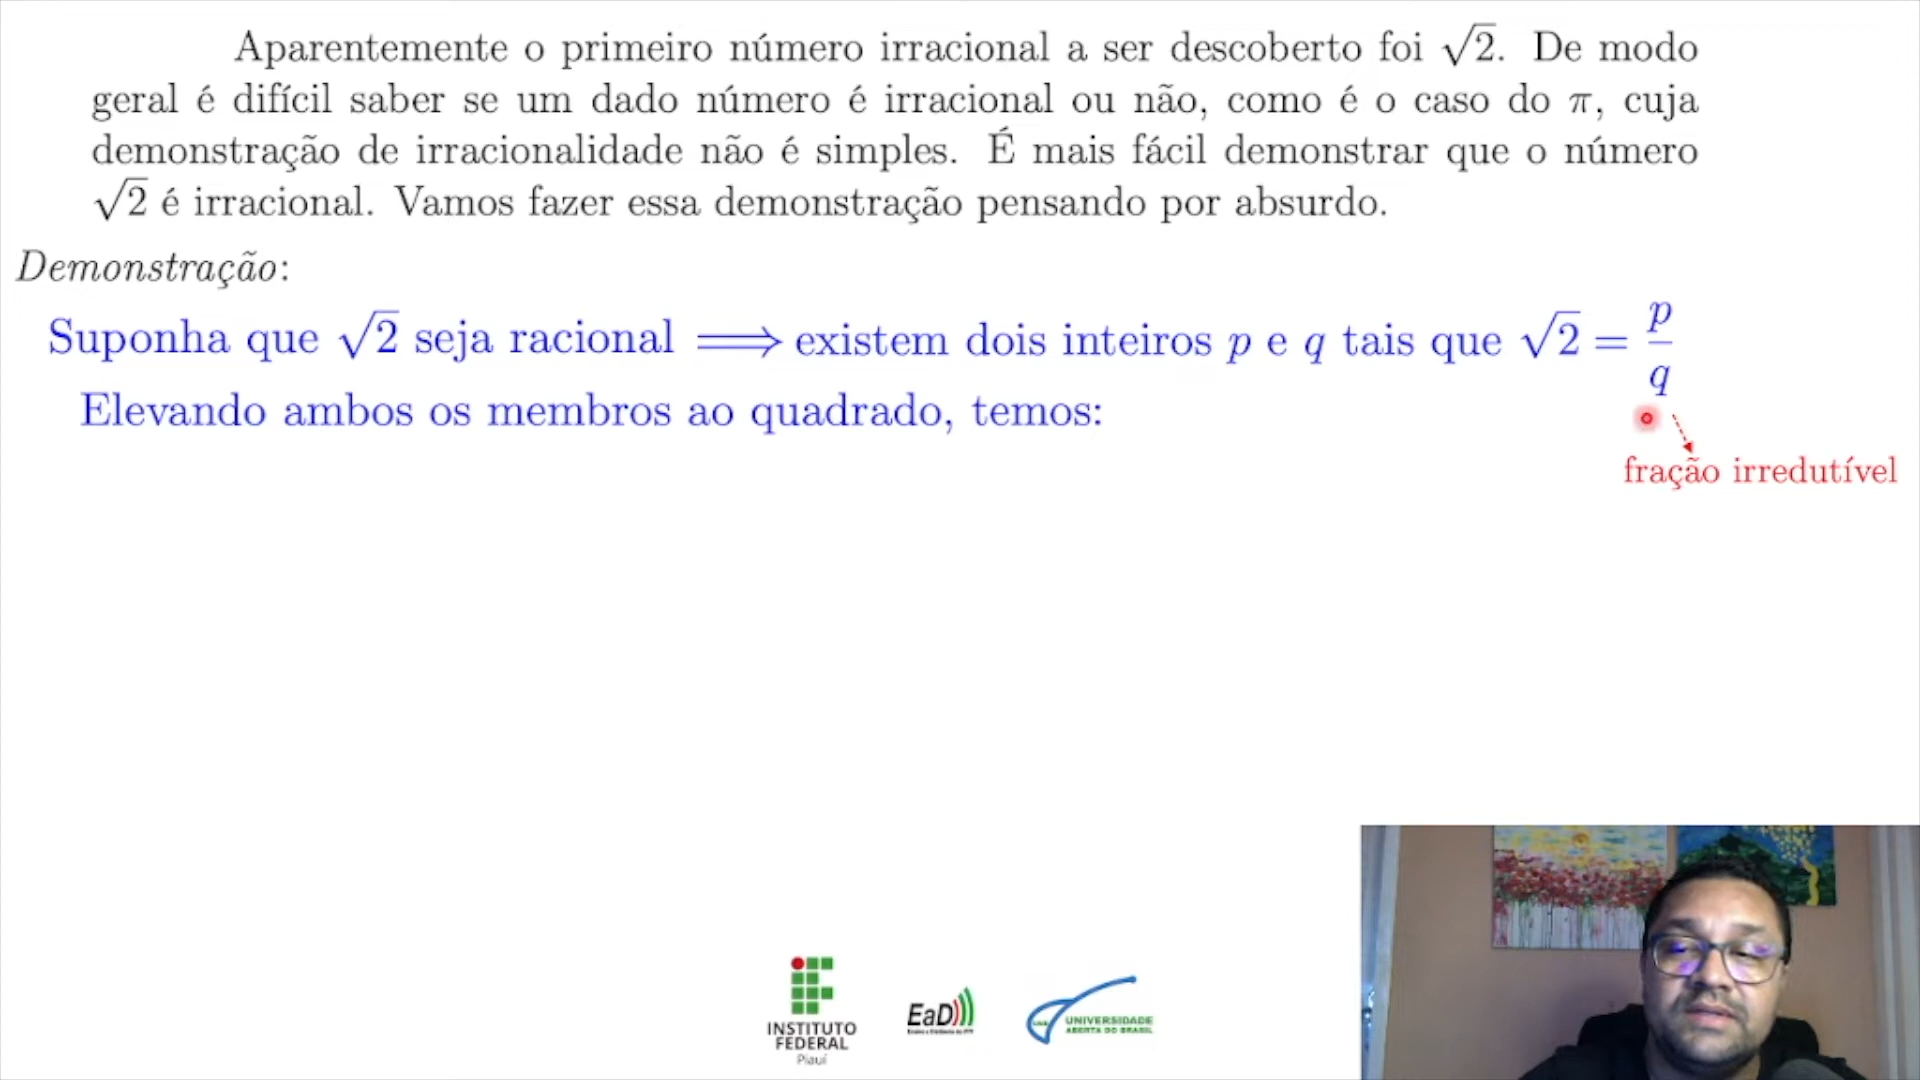 Aparentemente o primeiro número irracional a ser descoberto foi √2. De modo
geral é difícil saber se um dado número é irracional ou não, como é o caso do π, cuja
demonstração de irracionalidade não é simples. É mais fácil demonstrar que o número
√2 é irracional. Vamos fazer essa demonstração pensando por absurdo.
Demonstração:
Suponha que √2 seja racional ⟹ existem dois inteiros p e q tais que √2 = p/q
Elevando ambos os membros ao quadrado, temos:
fração irredutível
INSTITUTO
FEDERAL
Piauí
EaD
UNIVERSIDADE
ABERTA DO BRASIL